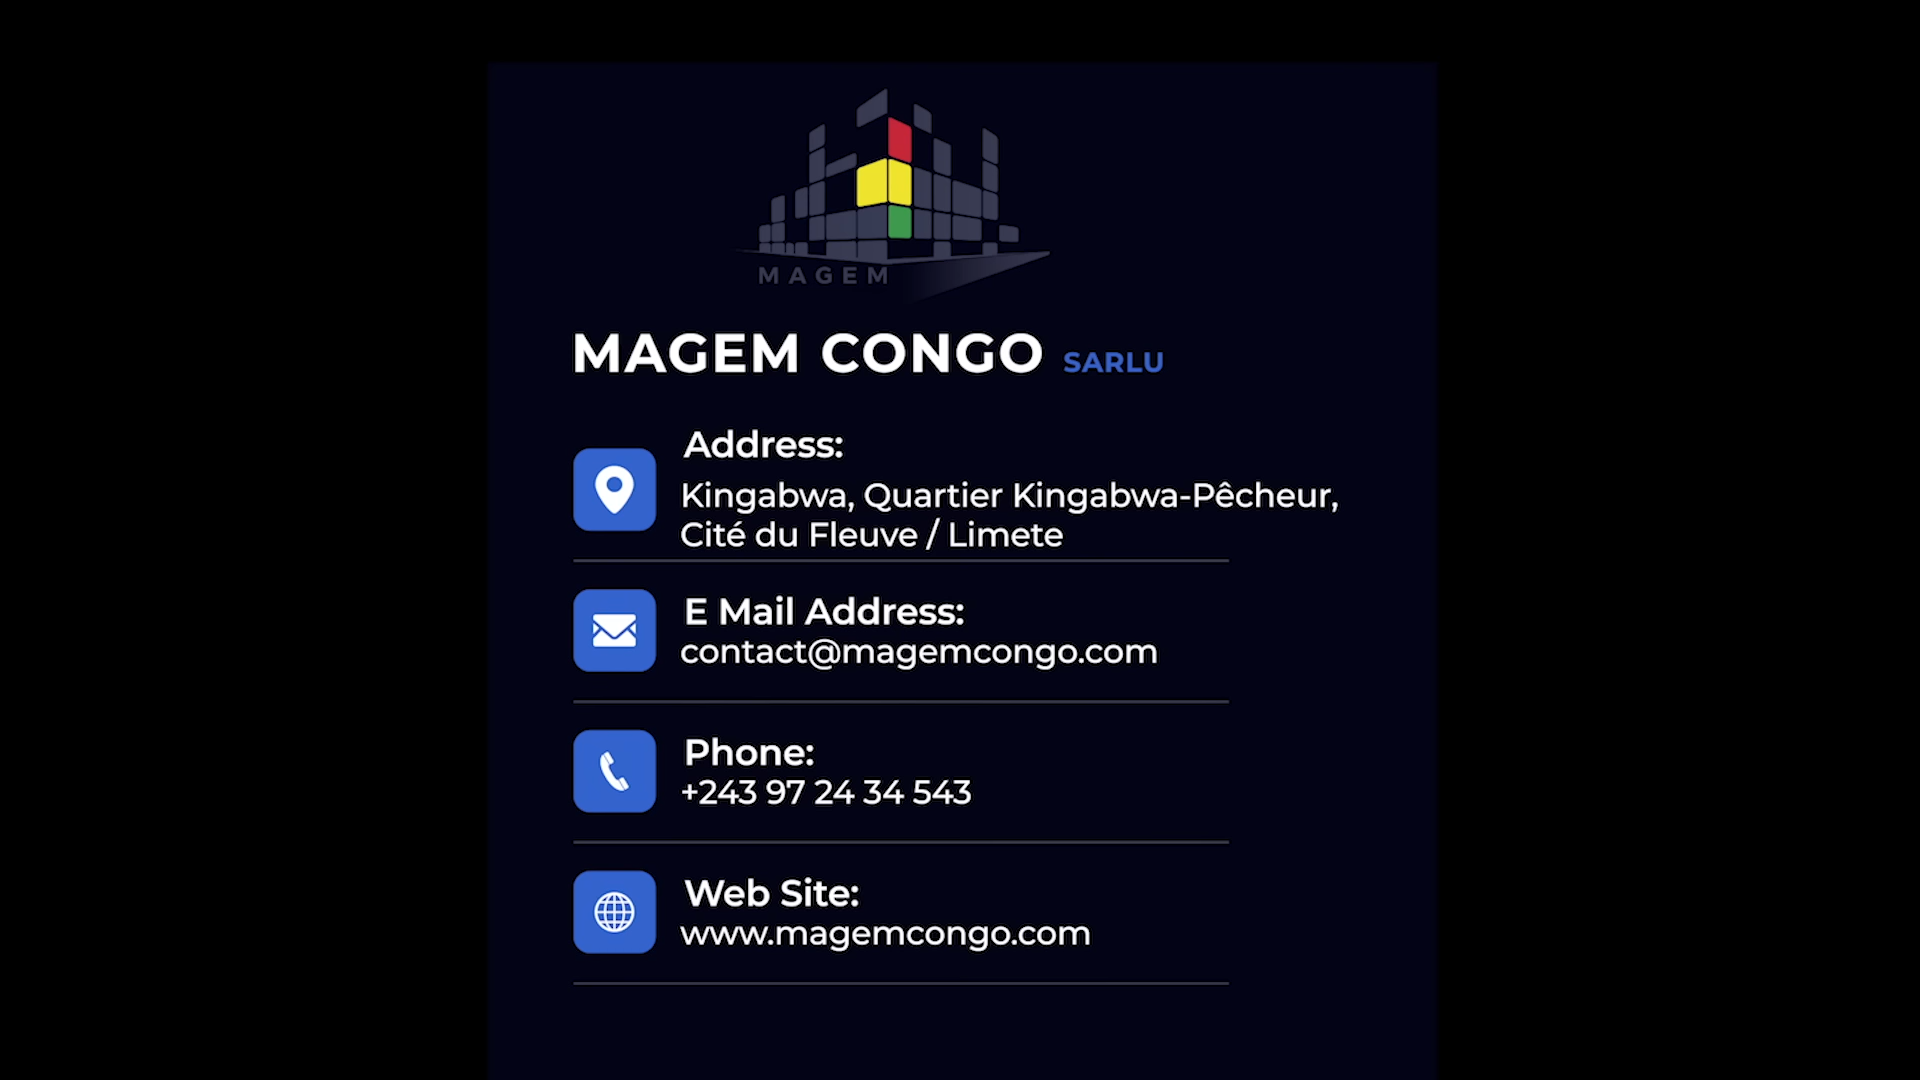 MAGEM
MAGEM CONGO SARLU
Address:
Kingabwa, Quartier Kingabwa-Pêcheur,
Cité du Fleuve / Limete
E Mail Address:
contact@magemcongo.com
Phone:
+243 97 24 34 543
Web Site:
www.magemcongo.com